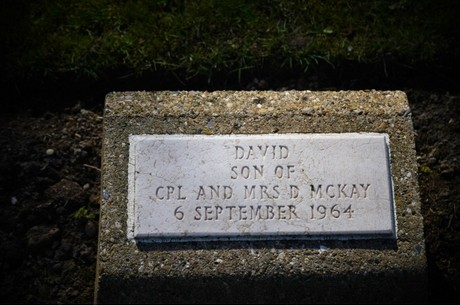 DAVID
SON OF
CPL AND MRS D MCKAY
6 SEPTEMBER 1964